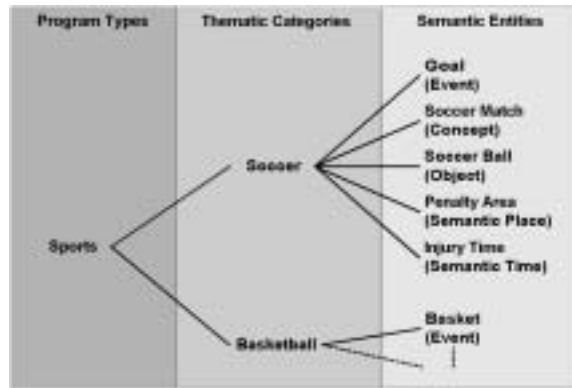 Program Types
Thematic Categories
Semantic Entities
Goal
(Event)
Soccer Match
(Concept)
Soccer
Soccer Ball
(Object)
Penalty Area
(Semantic Place)
Sports
Injury Time
(Semantic Time)
Basketball
Basket
(Event)